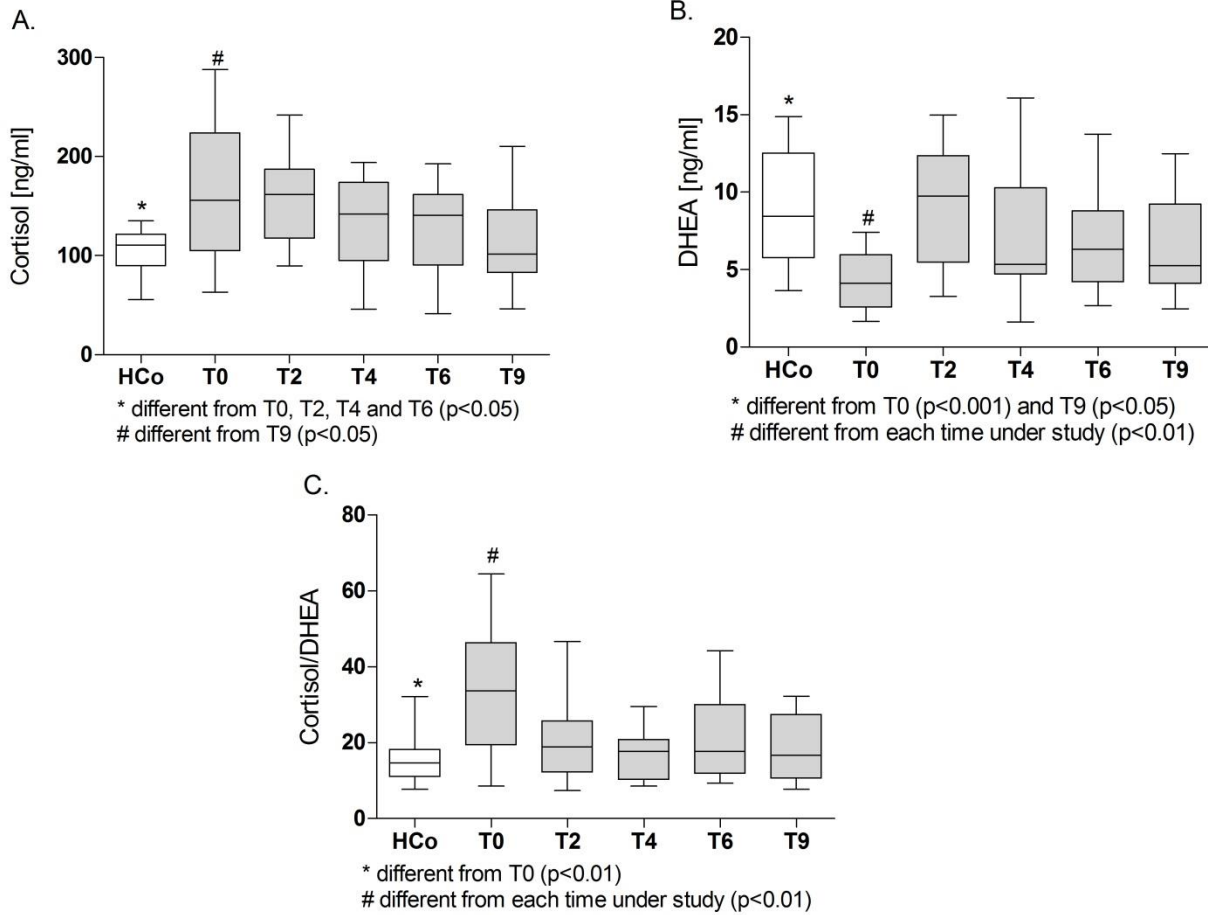 A.
Cortisol [ng/ml]
300
200
100
0
#
*
HCo T0 T2 T4 T6 T9
* different from T0, T2, T4 and T6 (p<0.05)
# different from T9 (p<0.05)
B.
DHEA [ng/ml]
20
15
10
5
0
*
#
HCo T0 T2 T4 T6 T9
* different from T0 (p<0.001) and T9 (p<0.05)
# different from each time under study (p<0.01)
C.
Cortisol/DHEA
80
60
40
20
0
#
*
HCo T0 T2 T4 T6 T9
* different from T0 (p<0.01)
# different from each time under study (p<0.01)